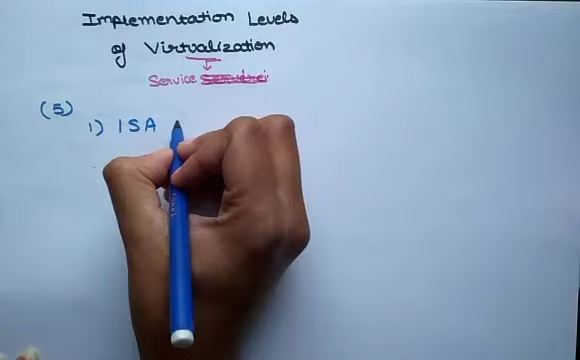 Implementation Levels
of Virtualization
Service
(5)
1) ISA